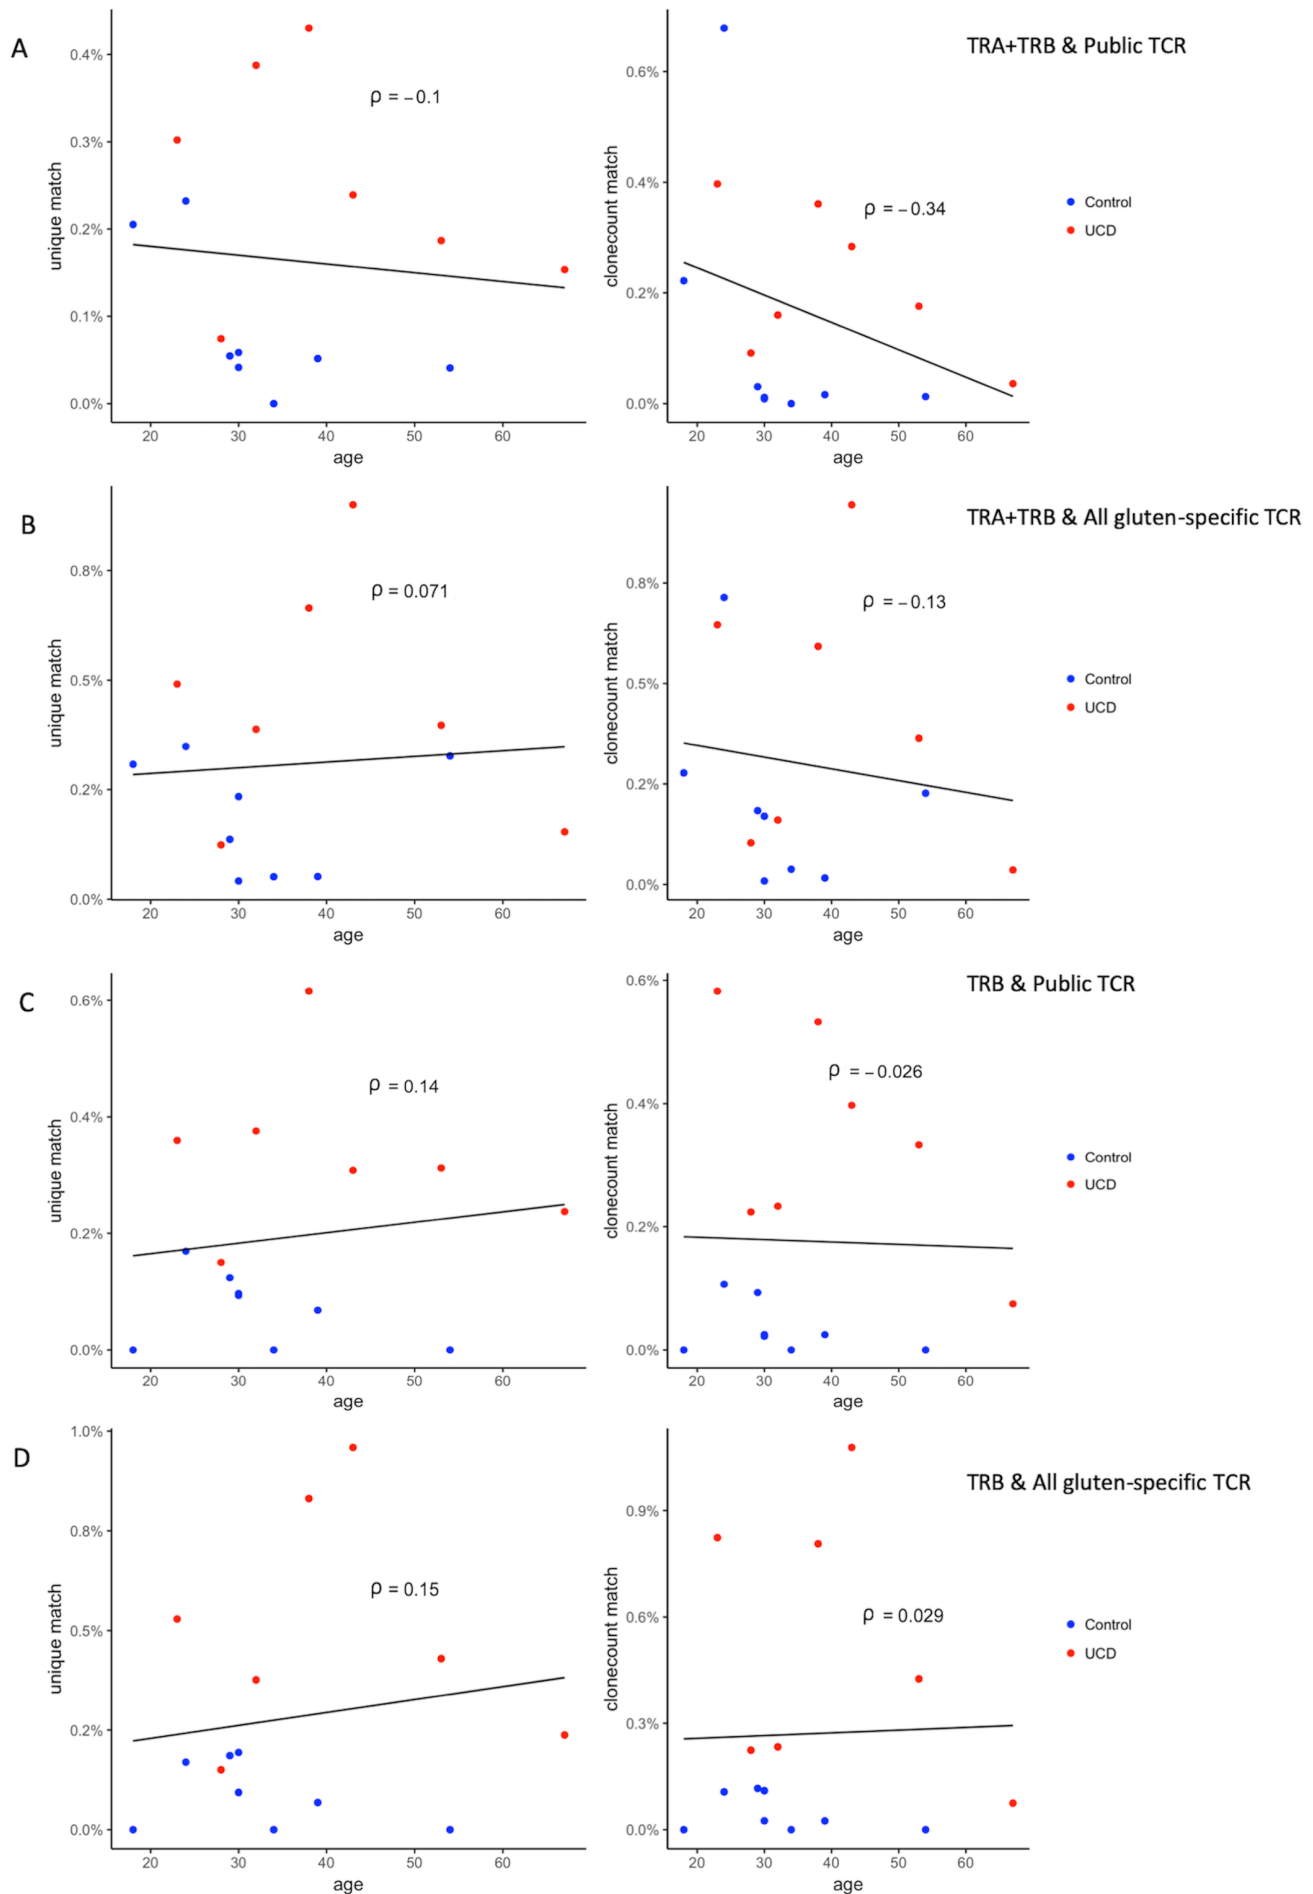 A
TRA+TRB & Public TCR
unique match
0.4%
0.3%
0.2%
0.1%
0.0%
ρ = −0.1
20 30 40 50 60
age
clonecount match
0.6%
0.4%
0.2%
0.0%
ρ = −0.34
20 30 40 50 60
age
Control
UCD
B
TRA+TRB & All gluten-specific TCR
unique match
0.8%
0.5%
0.2%
0.0%
ρ = 0.071
20 30 40 50 60
age
clonecount match
0.8%
0.5%
0.2%
0.0%
ρ = −0.13
20 30 40 50 60
age
Control
UCD
C
TRB & Public TCR
unique match
0.6%
0.4%
0.2%
0.0%
ρ = 0.14
20 30 40 50 60
age
clonecount match
0.6%
0.4%
0.2%
0.0%
ρ = −0.026
20 30 40 50 60
age
Control
UCD
D
TRB & All gluten-specific TCR
unique match
1.0%
0.8%
0.5%
0.2%
0.0%
ρ = 0.15
20 30 40 50 60
age
clonecount match
0.9%
0.6%
0.3%
0.0%
ρ = 0.029
20 30 40 50 60
age
Control
UCD